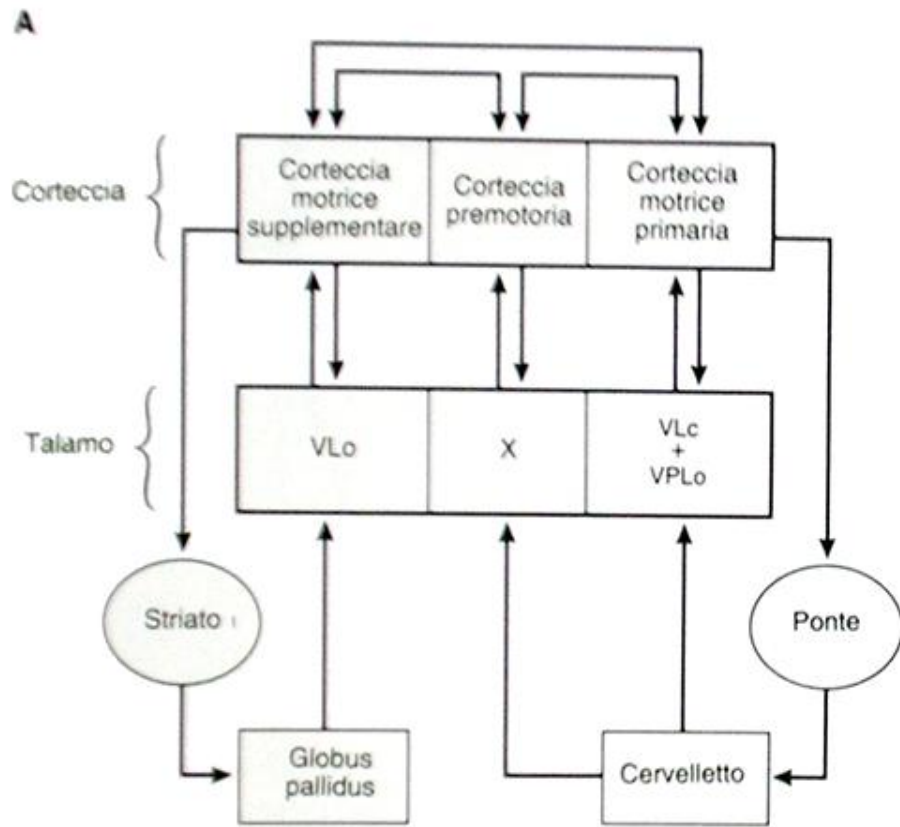 A
Corteccia
Corteccia
motrice
supplementare
Corteccia
premotoria
Corteccia
motrice
primaria
Talamo
VLo
X
VLc
+
VPLo
Striato
Ponte
Globus
pallidus
Cervelletto